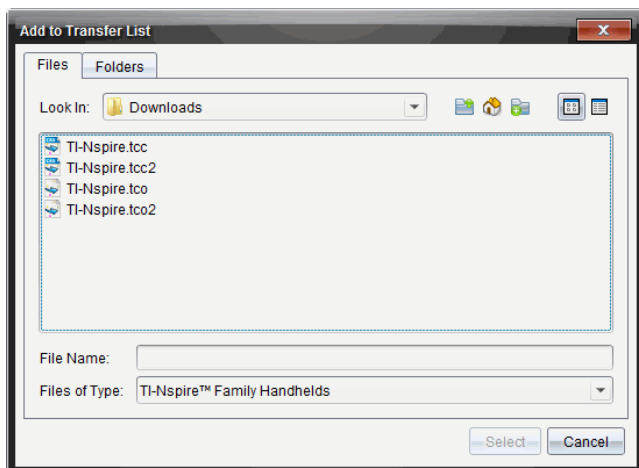 Add to Transfer List
Files Folders
Look In: Downloads
TI-Nspire.tcc
TI-Nspire.tcc2
TI-Nspire.tco
TI-Nspire.tco2
File Name:
Files of Type: TI-Nspire™ Family Handhelds
Select Cancel